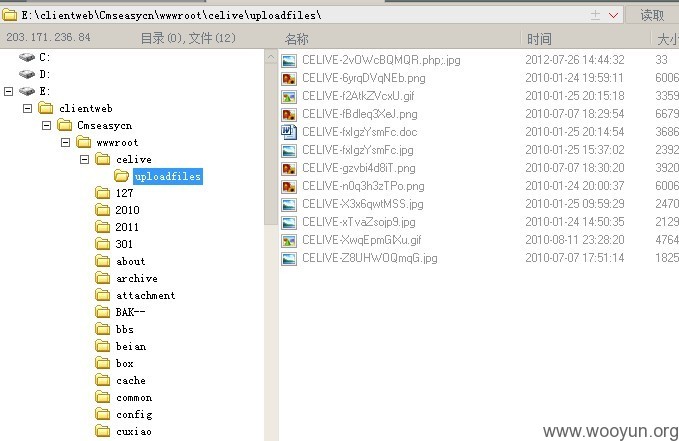 E:\clientweb\Cmseasycn\wwwroot\celive\uploadfiles\ 读取
203.171.236.84 目录(0),文件(12) 名称 时间 大小
C:
D:
E:
clientweb
Cmseasycn
wwwroot
celive
uploadfiles
127
2010
2011
301
about
archive
attachment
BAK--
bbs
beian
box
cache
common
config
cuxiao
CELIVE-2vOWcBQMQR.php;.jpg 2012-07-26 14:44:32 33
CELIVE-6yrqDVqNEb.png 2010-01-24 19:59:11 6006
CELIVE-f2AtkZVcxU.gif 2010-01-25 20:15:18 3359
CELIVE-fBdleq3XeJ.png 2010-07-07 18:29:54 6679
CELIVE-fxIgzYsmFc.doc 2010-01-25 20:14:54 3686
CELIVE-fxIgzYsmFc.jpg 2010-01-25 15:37:02 2392
CELIVE-gzvbi4d8iT.png 2010-07-07 18:30:20 3920
CELIVE-n0q3h3zTPo.png 2010-01-24 20:00:37 6006
CELIVE-X3x6qwtMSS.jpg 2010-01-25 09:59:29 2470
CELIVE-xTvaZsojp9.jpg 2010-01-24 14:50:35 2129
CELIVE-XwqEpmGlXu.gif 2010-08-11 23:28:20 4764
CELIVE-Z8UHWOQmqG.jpg 2010-07-07 17:51:14 1825
www.wooyun.org